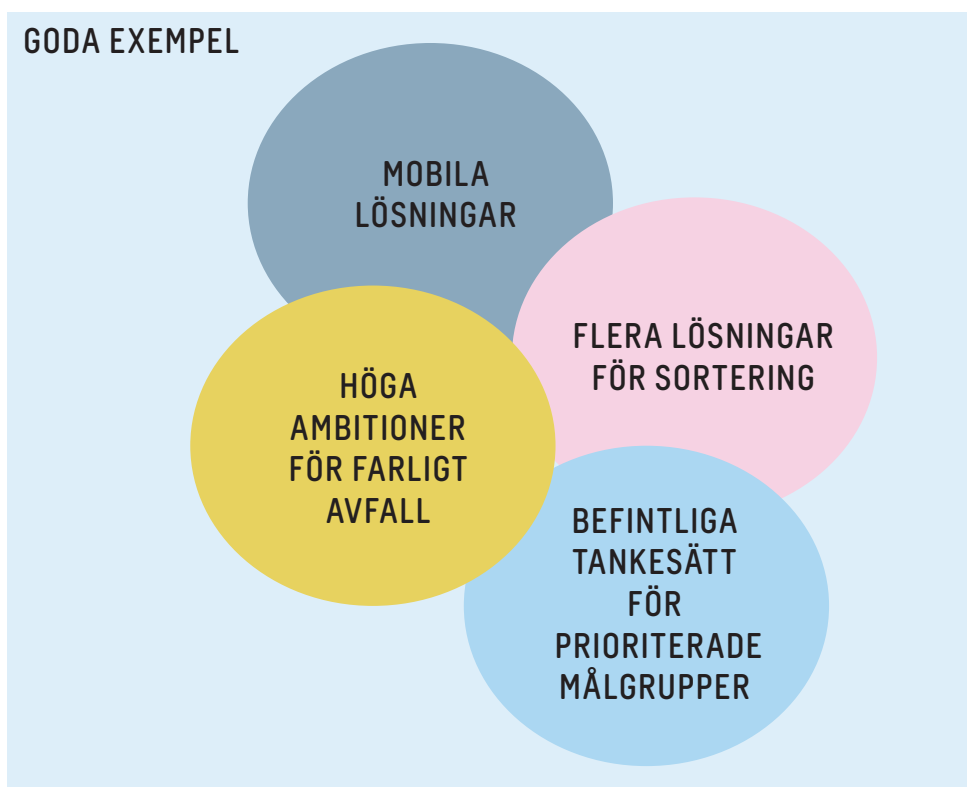 GODA EXEMPEL
MOBILA
LÖSNINGAR
FLERA LÖSNINGAR
FÖR SORTERING
HÖGA
AMBITIONER
FÖR FARLIGT
AVFALL
BEFINTLIGA
TANKESÄTT
FÖR
PRIORITERADE
MÅLGRUPPER